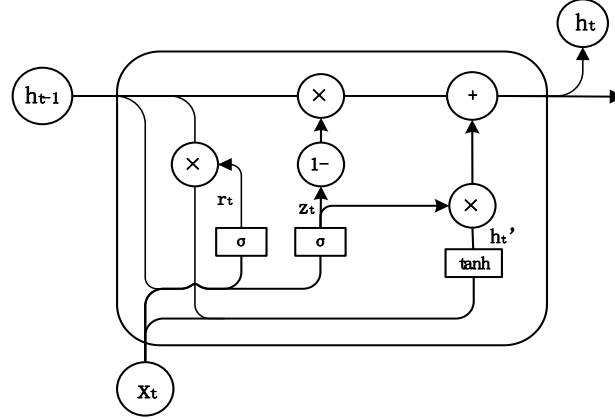 hₜ
hₜ₋₁
×
+
×
1-
rₜ
zₜ
×
σ
σ
hₜ’
tanh
xₜ